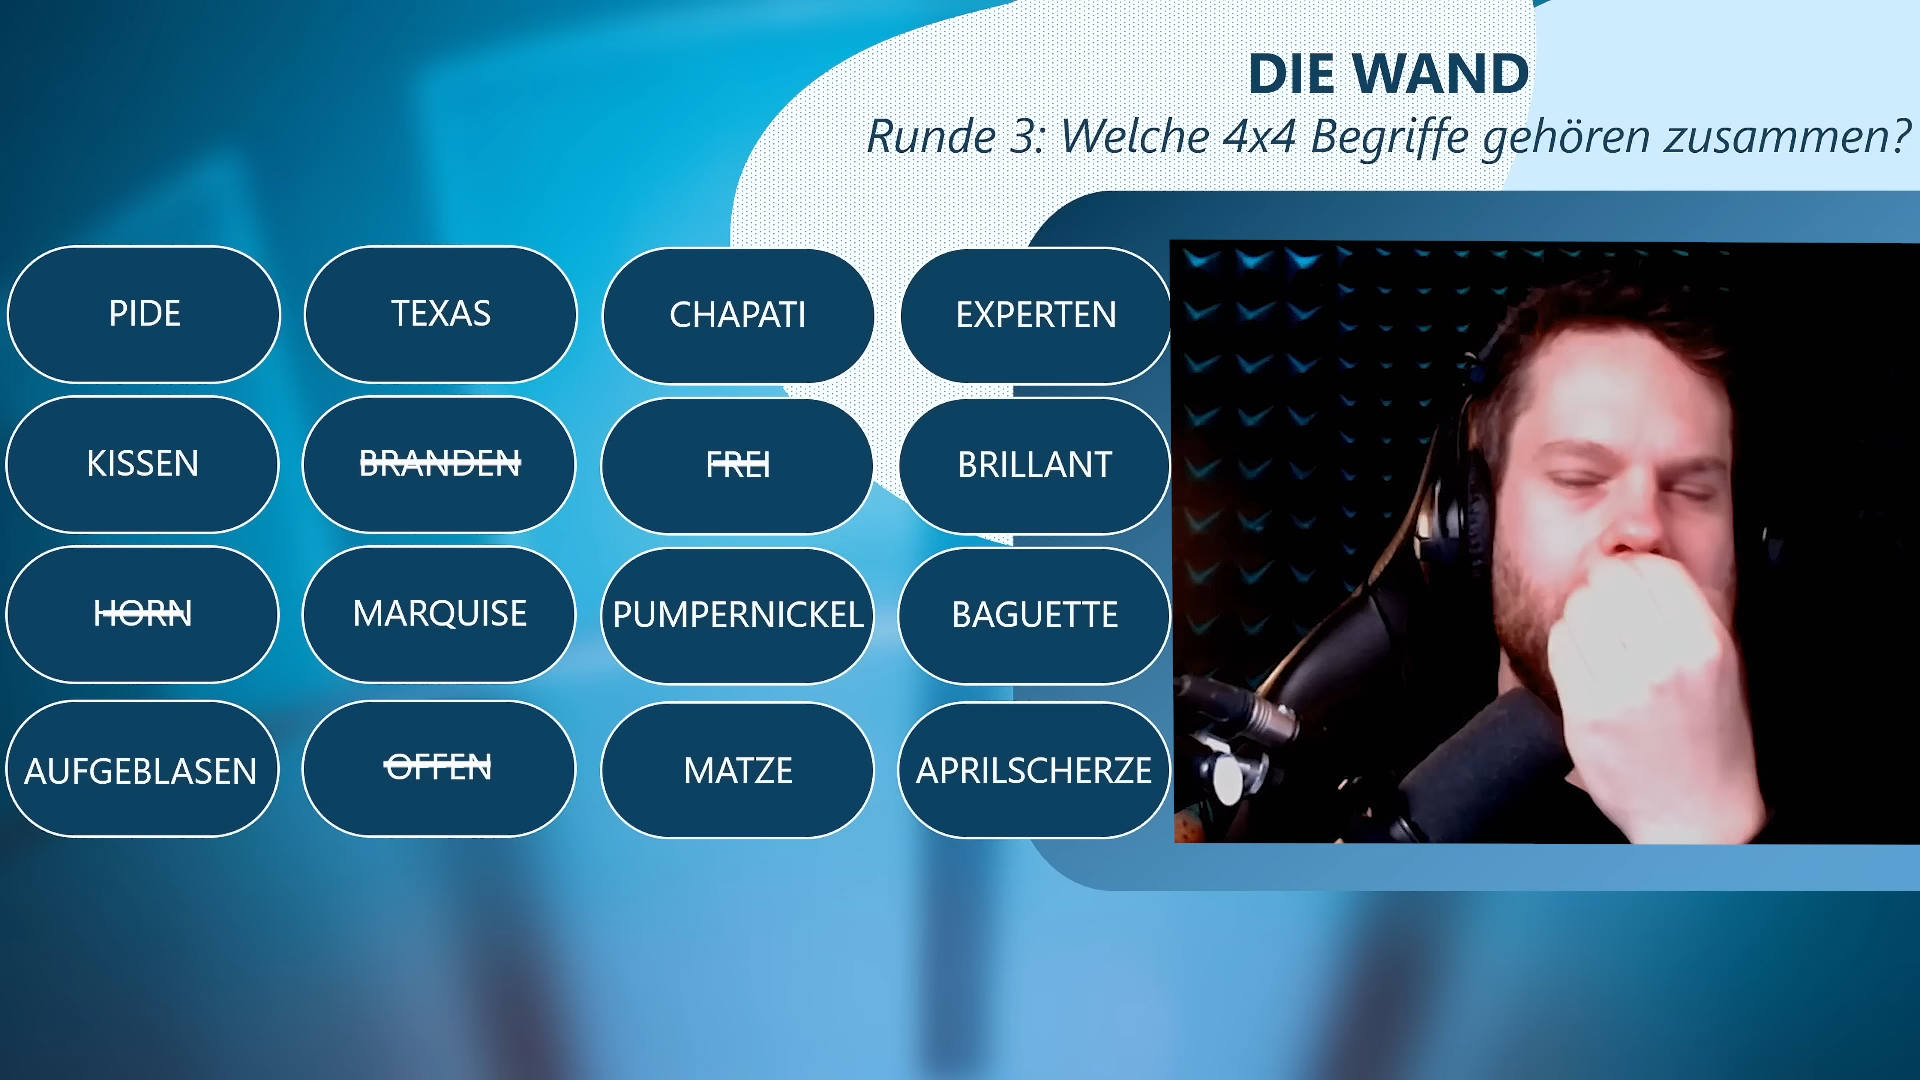 DIE WAND
Runde 3: Welche 4x4 Begriffe gehören zusammen?
PIDE
TEXAS
CHAPATI
EXPERTEN
KISSEN
BRANDEN
FREI
BRILLANT
HORN
MARQUISE
PUMPERNICKEL
BAGUETTE
AUFGEBLASEN
OFFEN
MATZE
APRILSCHERZE